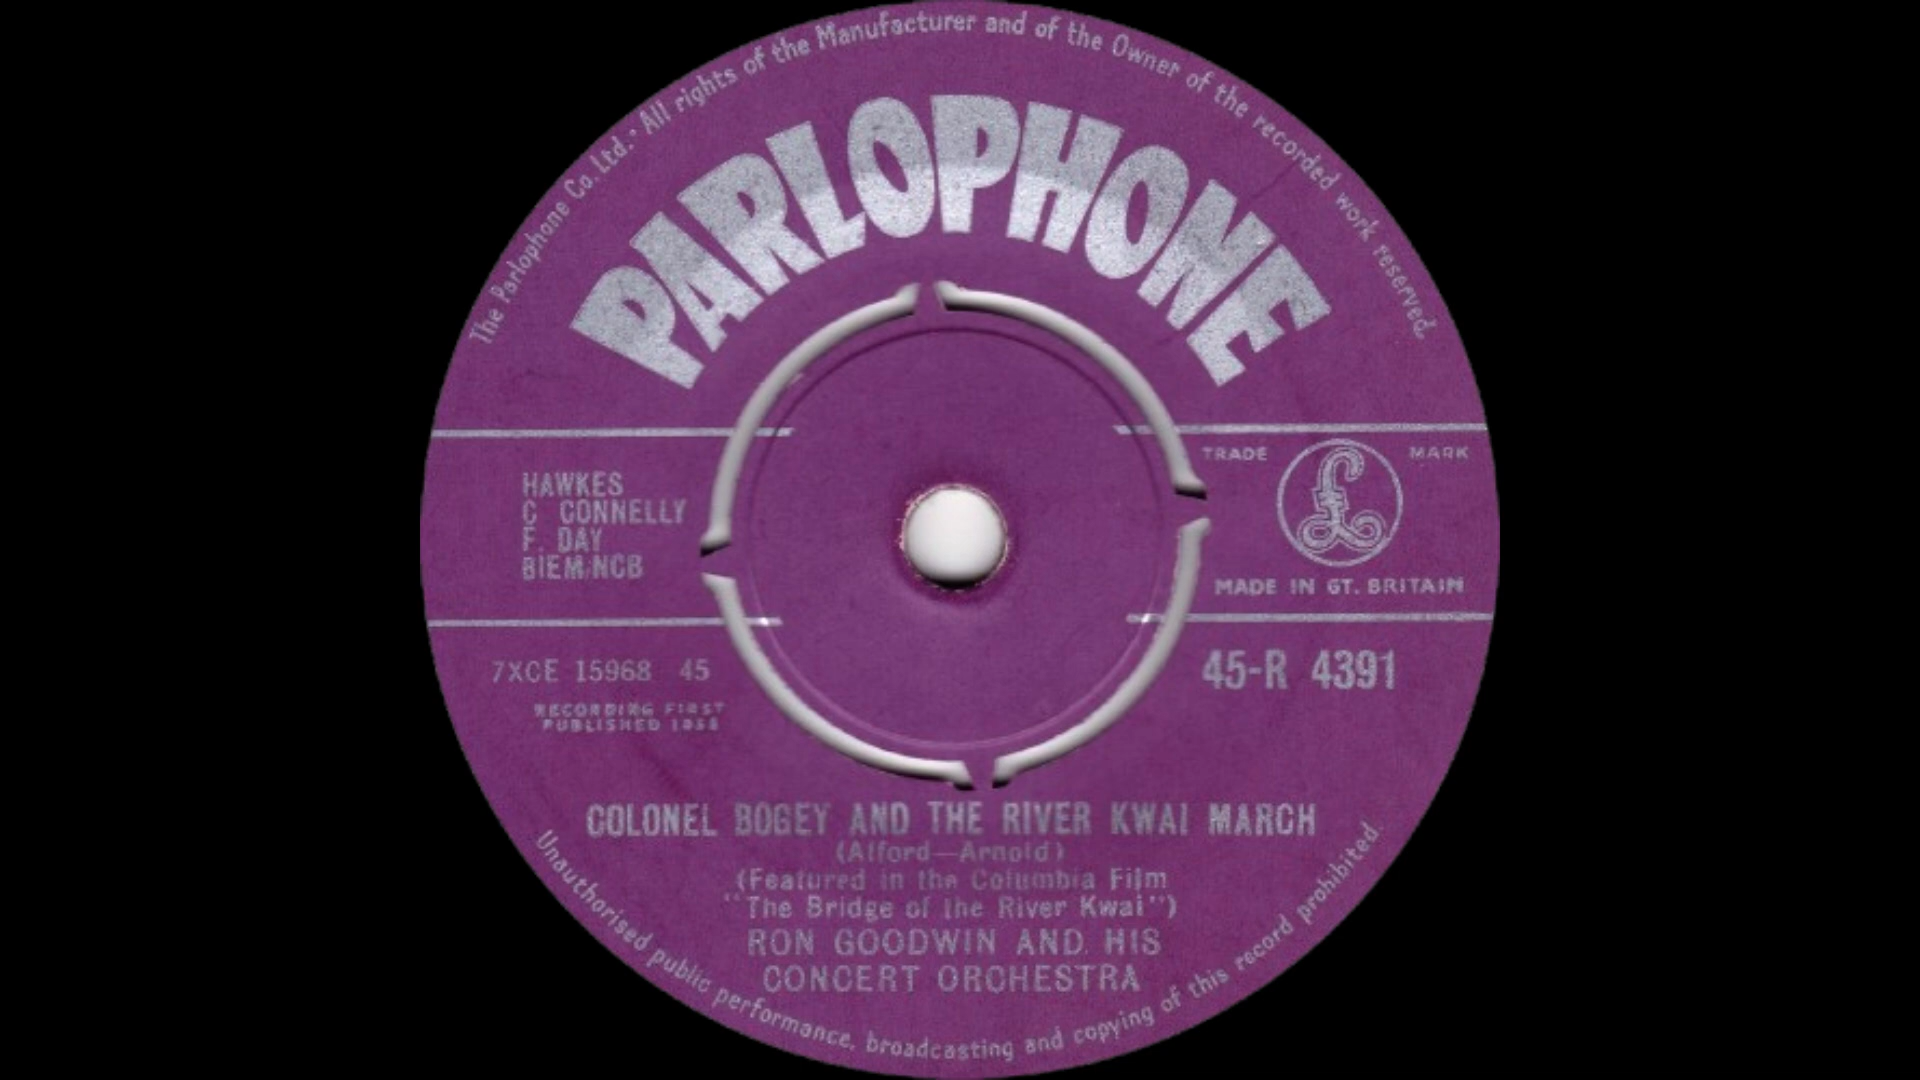 The Parlophone Co. Ltd. All rights of the Manufacturer and of the Owner of the recorded work reserved.
PARLOPHONE
HAWKES
C CONNELLY
F. DAY
BIEM/NCB
TRADE MARK
£
MADE IN GT. BRITAIN
7XCE 15968 45
RECORDING FIRST
PUBLISHED 1958
45-R 4391
COLONEL BOGEY AND THE RIVER KWAI MARCH
(Alford—Arnold)
(Featured in the Columbia Film
"The Bridge of the River Kwai")
RON GOODWIN AND HIS
CONCERT ORCHESTRA
Unauthorised public performance, broadcasting and copying of this record prohibited.